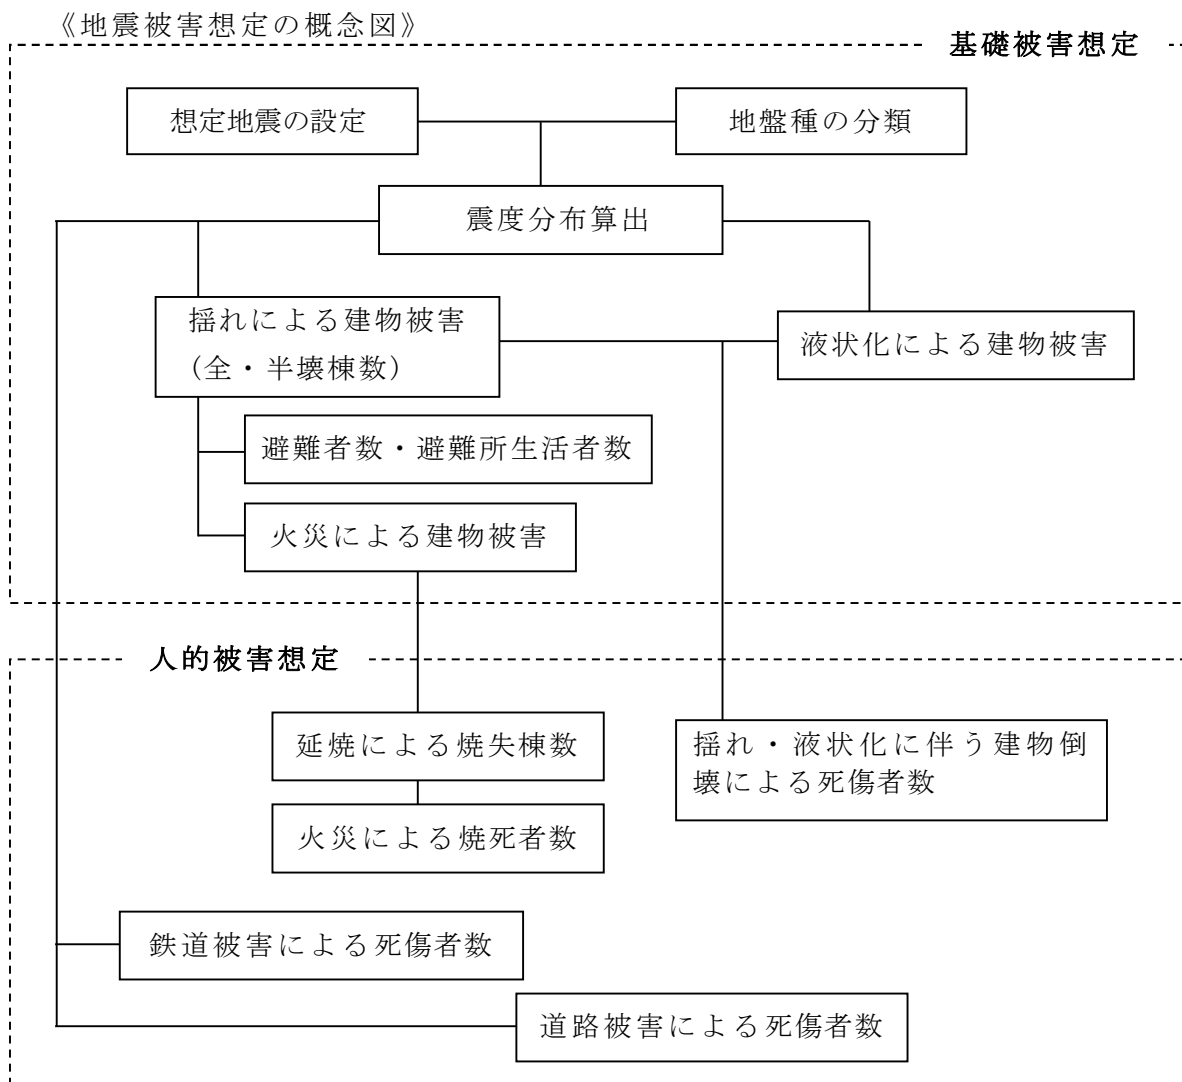 《地震被害想定の概念図》
基礎被害想定
想定地震の設定
地盤種の分類
震度分布算出
揺れによる建物被害
(全・半壊棟数)
液状化による建物被害
避難者数・避難所生活者数
火災による建物被害
人的被害想定
延焼による焼失棟数
揺れ・液状化に伴う建物倒
壊による死傷者数
火災による焼死者数
鉄道被害による死傷者数
道路被害による死傷者数